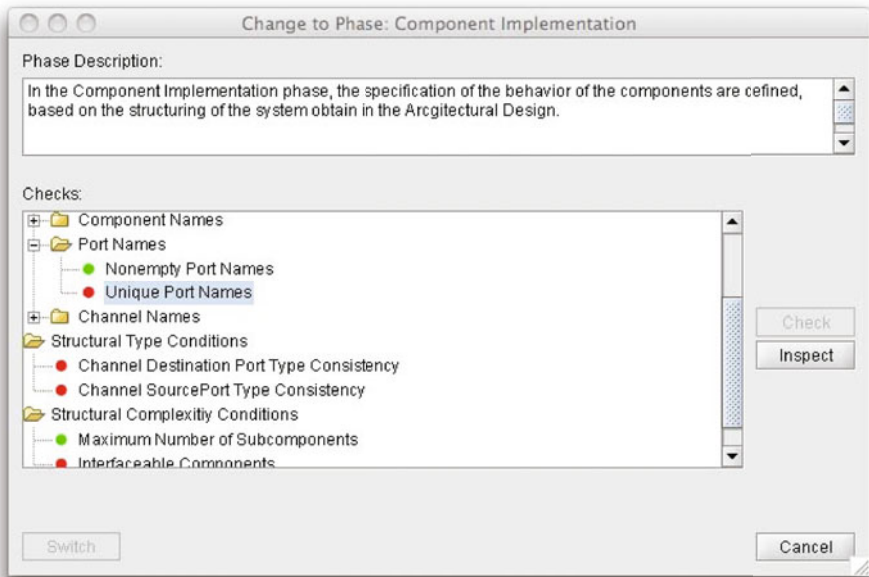 Change to Phase: Component Implementation
Phase Description:
In the Component Implementation phase, the specification of the behavior of the components are cefined,
based on the structuring of the system obtain in the Arcgitectural Design.
Checks:
Component Names
Port Names
Nonempty Port Names
Unique Port Names
Channel Names
Structural Type Conditions
Channel Destination Port Type Consistency
Channel SourcePort Type Consistency
Structural Complexitiy Conditions
Maximum Number of Subcomponents
Interfaceable Components
Check
Inspect
Switch
Cancel